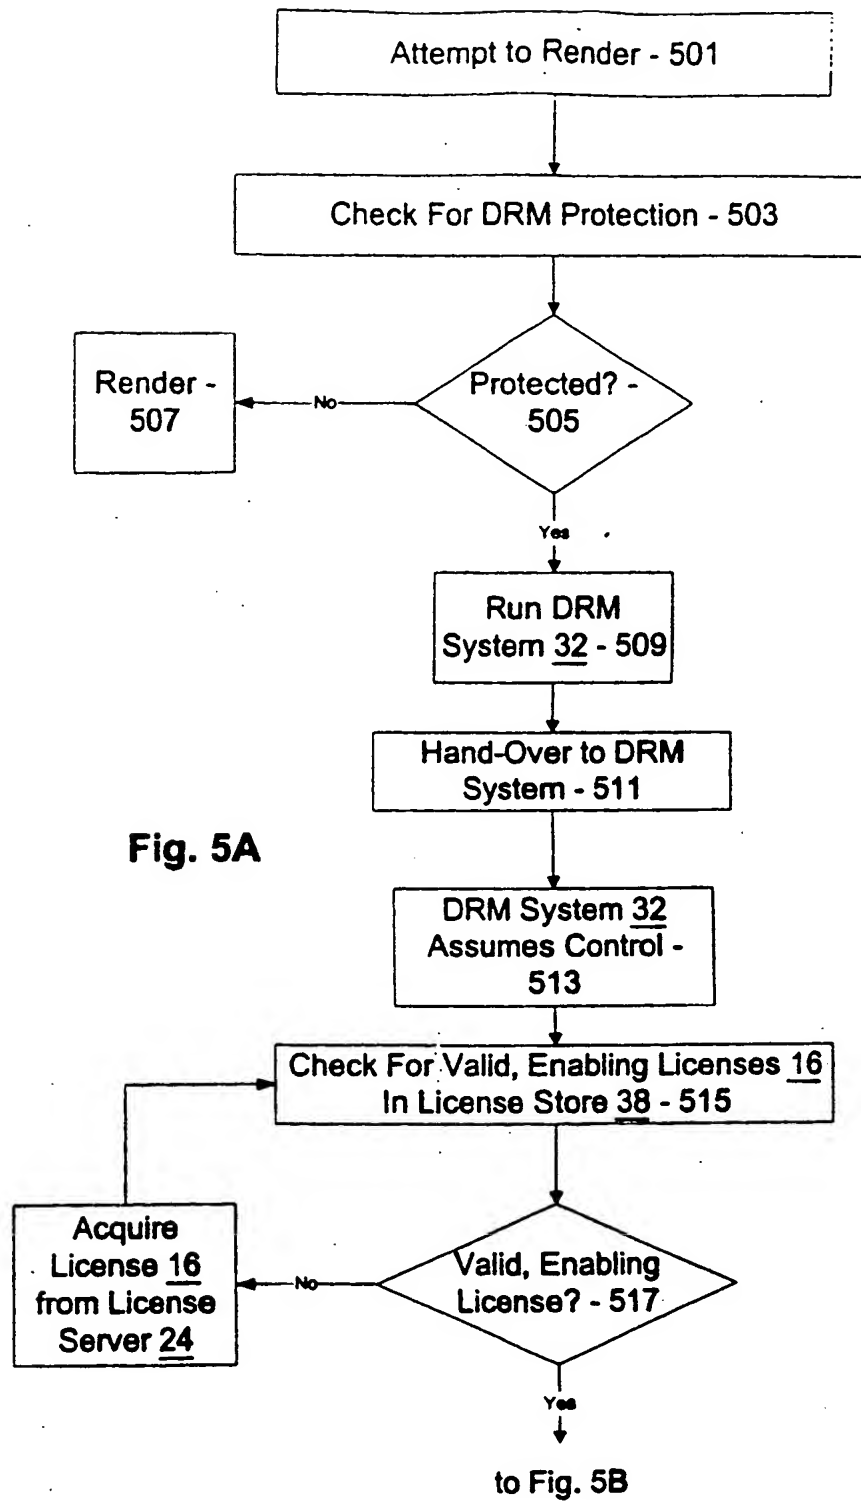 Attempt to Render - 501
Check For DRM Protection - 503
Render -
507
No
Protected? -
505
Yes
Run DRM
System 32 - 509
Hand-Over to DRM
System - 511
Fig. 5A
DRM System 32
Assumes Control -
513
Check For Valid, Enabling Licenses 16
In License Store 38 - 515
Acquire
License 16
from License
Server 24
No
Valid, Enabling
License? - 517
Yes
to Fig. 5B